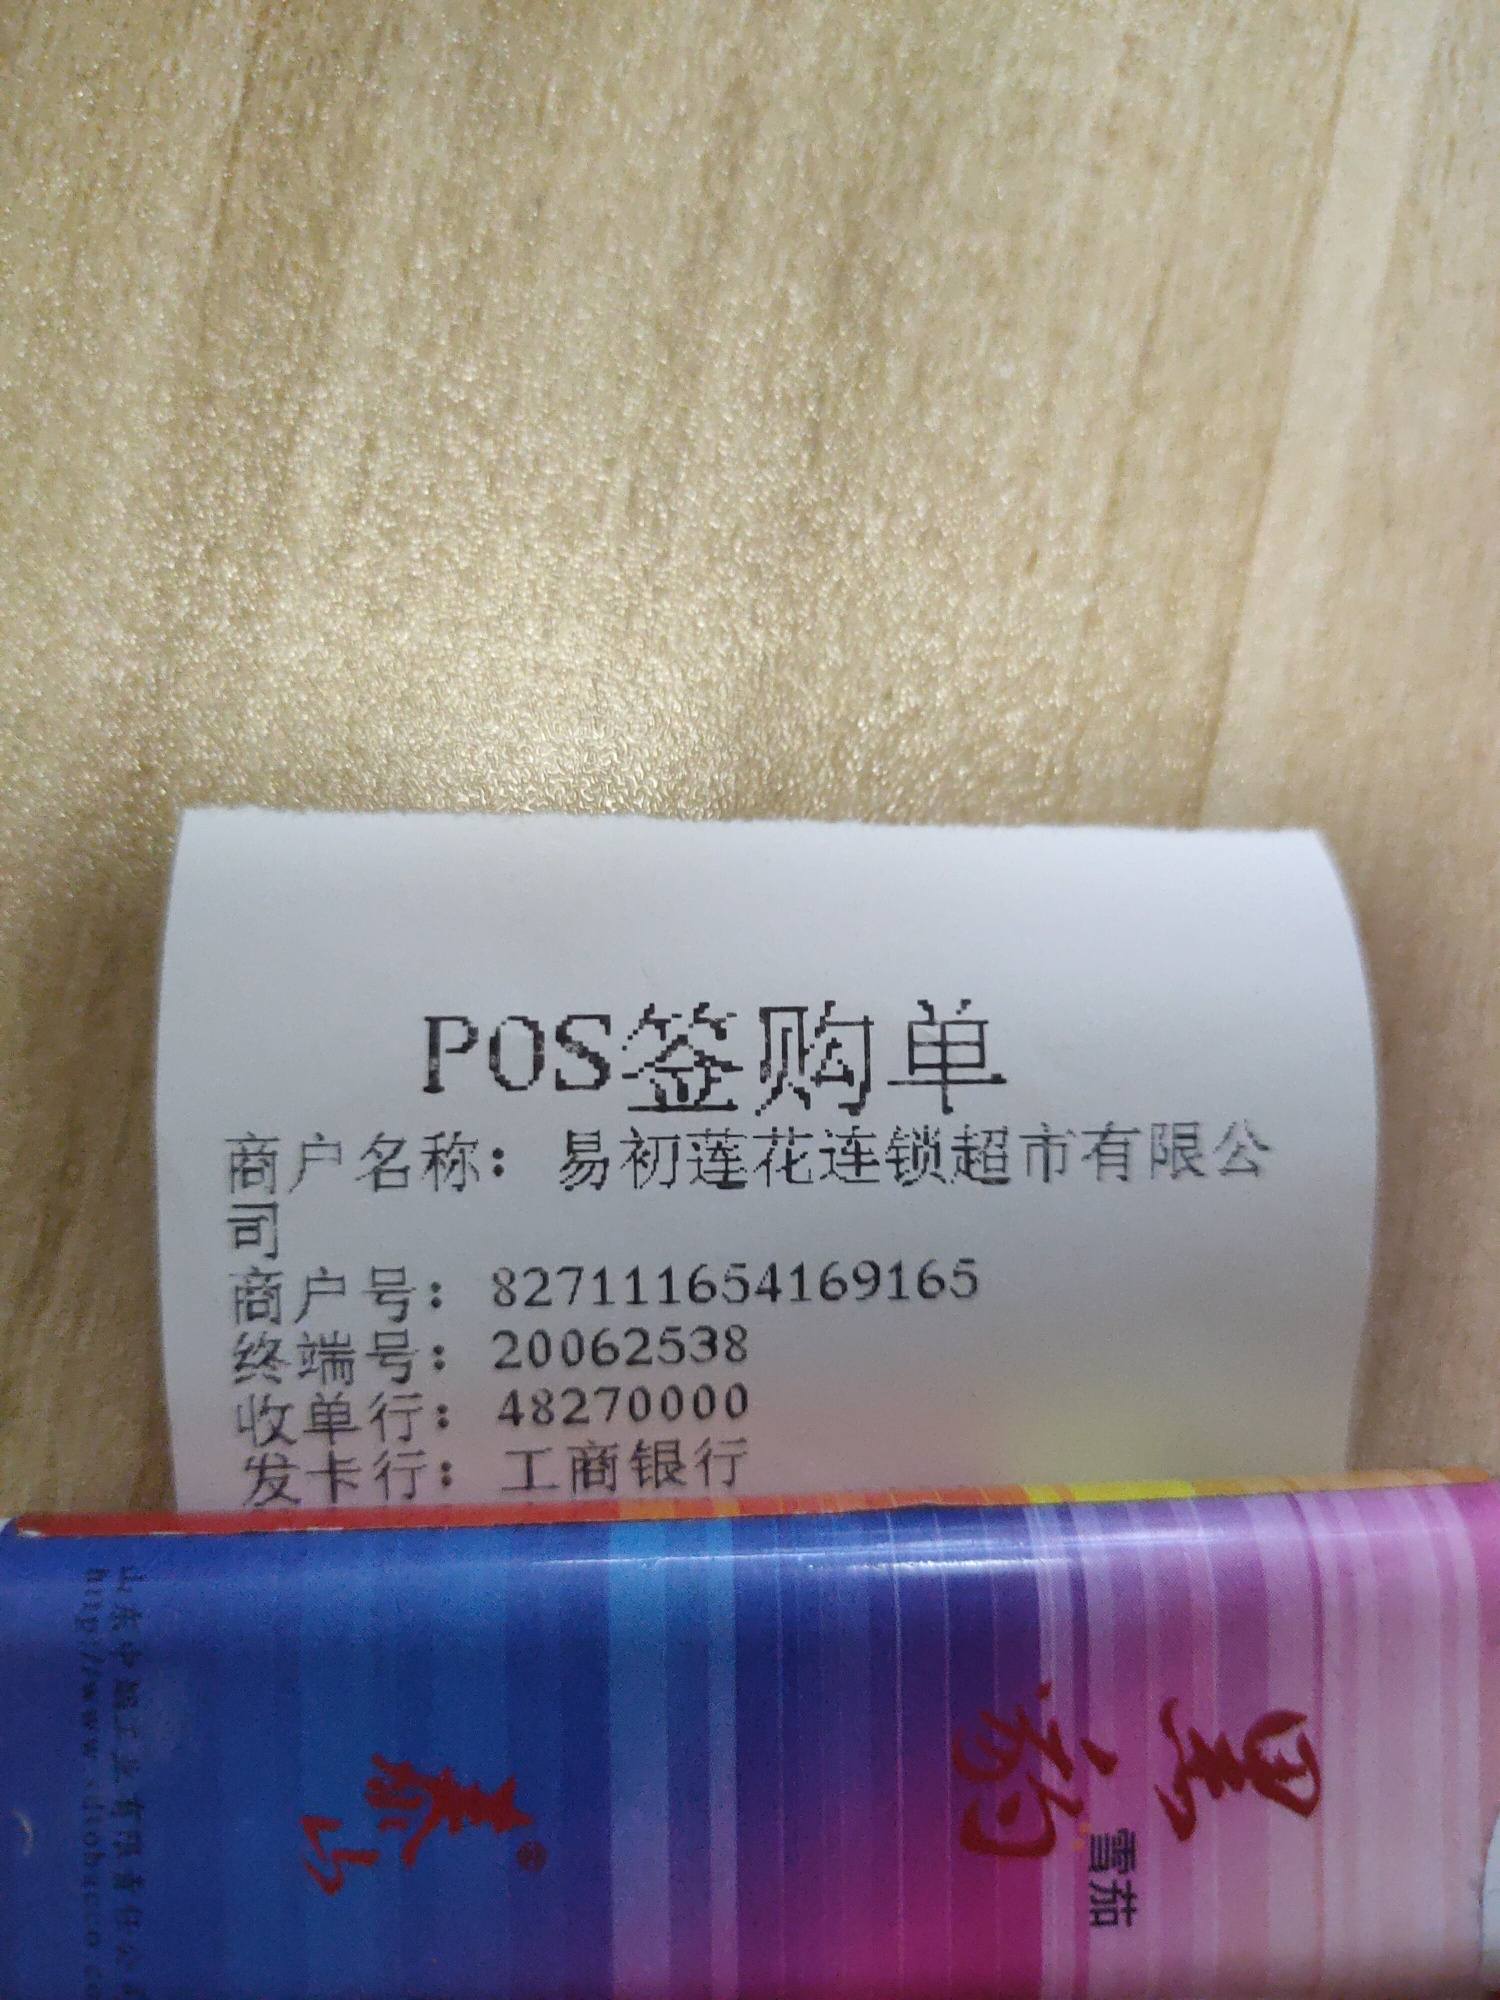 POS签购单
商户名称：易初莲花连锁超市有限公
司
商户号：827111654169165
终端号：20062538
收单行：48270000
发卡行：工商银行
泰山®
雪茄